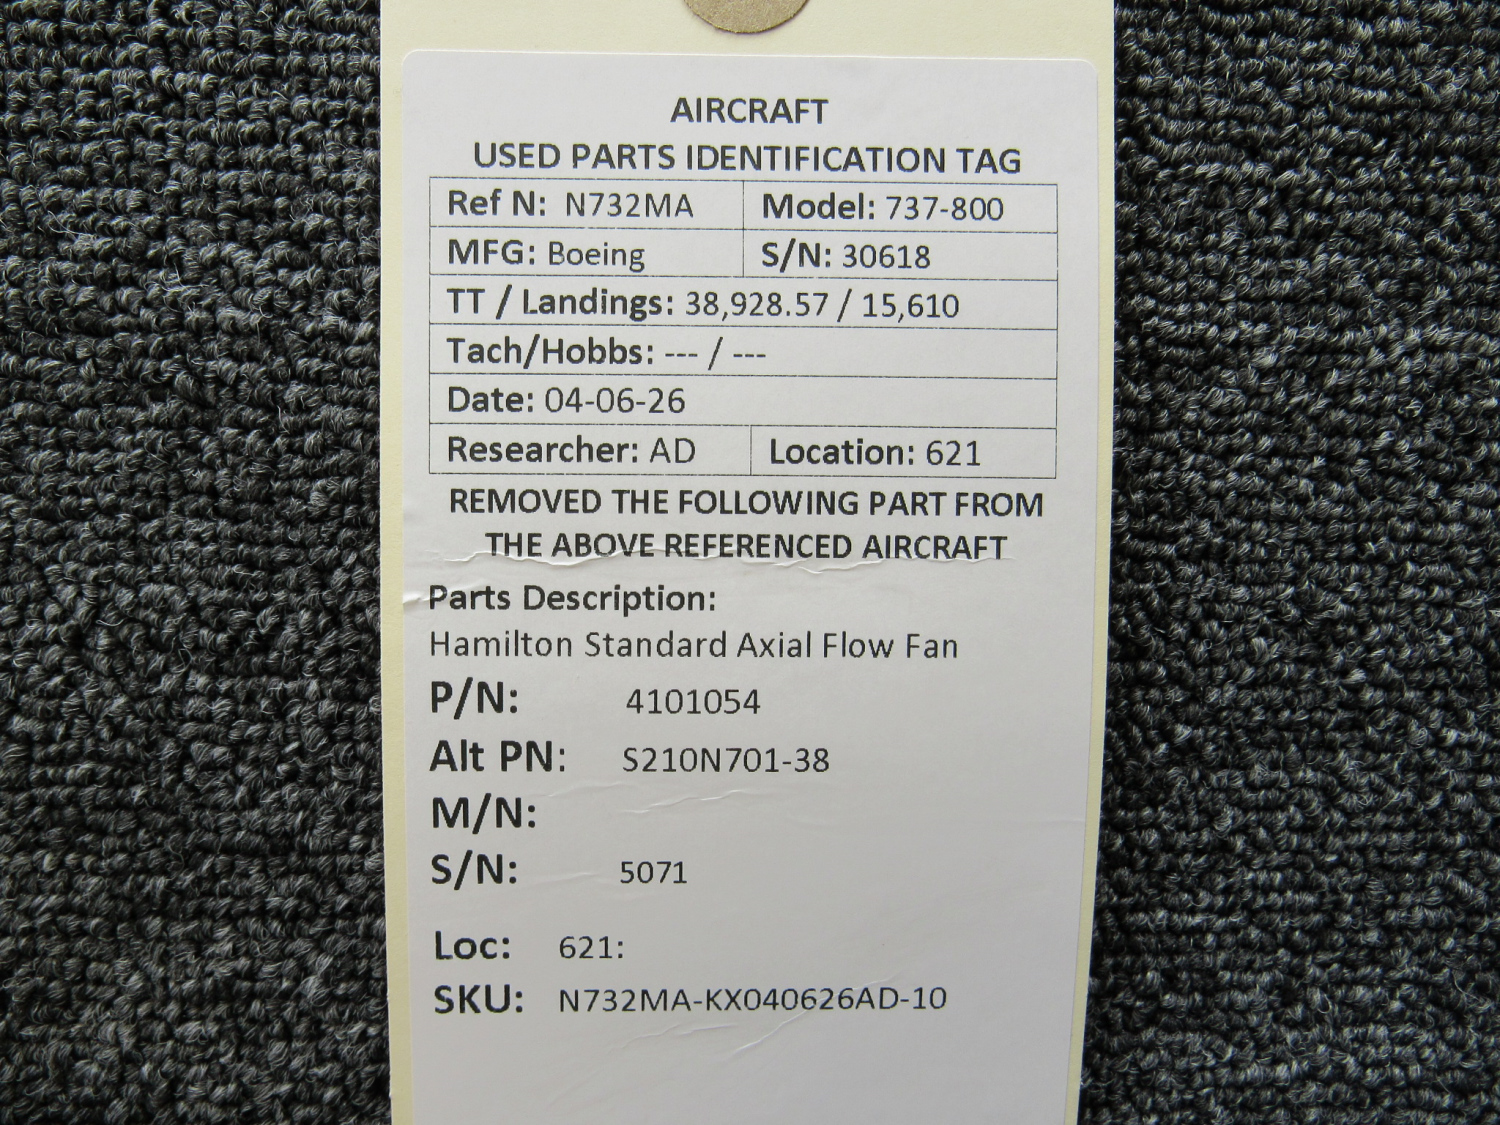 AIRCRAFT
USED PARTS IDENTIFICATION TAG
Ref N: N732MA Model: 737-800
MFG: Boeing S/N: 30618
TT / Landings: 38,928.57 / 15,610
Tach/Hobbs: --- / ---
Date: 04-06-26
Researcher: AD Location: 621
REMOVED THE FOLLOWING PART FROM
THE ABOVE REFERENCED AIRCRAFT
Parts Description:
Hamilton Standard Axial Flow Fan
P/N: 4101054
Alt PN: S210N701-38
M/N:
S/N: 5071
Loc: 621:
SKU: N732MA-KX040626AD-10